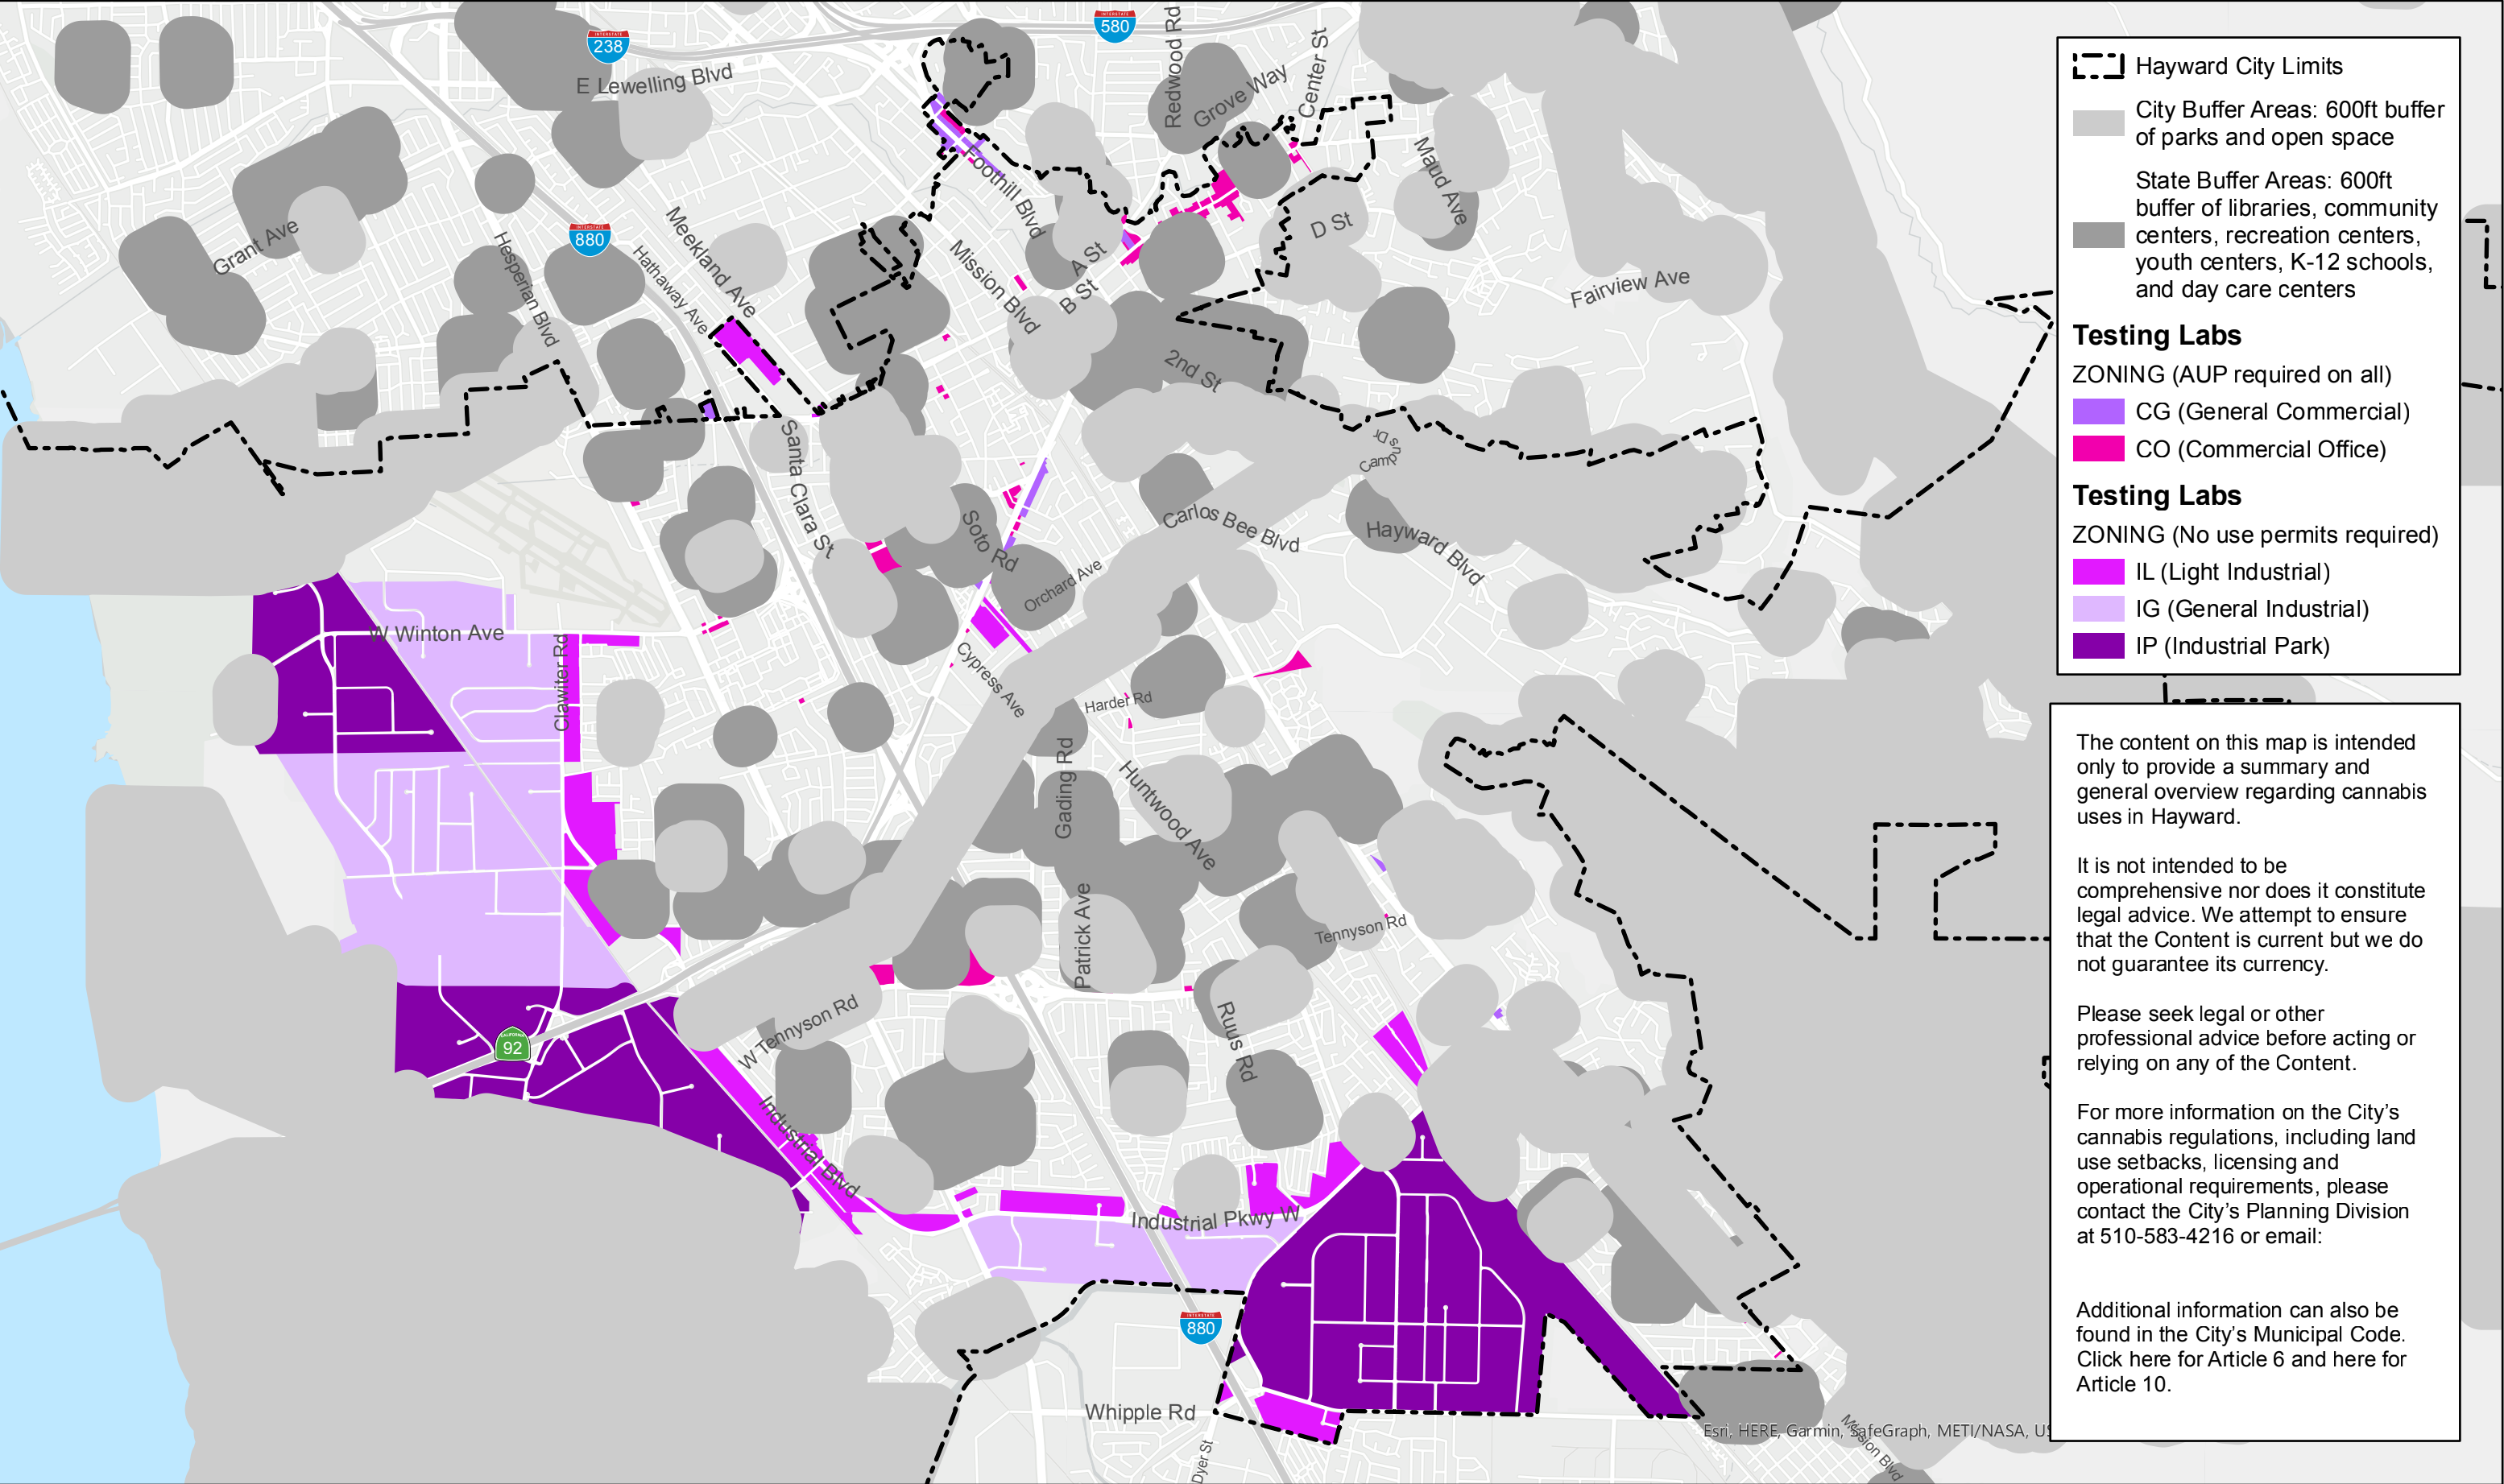 INTERSTATE
580
INTERSTATE
238
E Lewelling Blvd
Redwood Rd
Grove Way
Center St
Foothill Blvd
Maud Ave
Grant Ave
INTERSTATE
880
Hesperian Blvd
Hathaway Ave
Meekland Ave
Mission Blvd
A St
B St
D St
Fairview Ave
2nd St
Campus Dr
Santa Clara St
Soto Rd
Carlos Bee Blvd
Hayward Blvd
Orchard Ave
W Winton Ave
Clawiter Rd
Cypress Ave
Harder Rd
Gading Rd
Huntwood Ave
Patrick Ave
Tennyson Rd
W Tennyson Rd
Ruus Rd
CALIFORNIA
92
Industrial Blvd
Industrial Pkwy W
INTERSTATE
880
Whipple Rd
Dyer St
Mission Blvd
Esri, HERE, Garmin, SafeGraph, METI/NASA,
Hayward City Limits
City Buffer Areas: 600ft buffer
of parks and open space
State Buffer Areas: 600ft
buffer of libraries, community
centers, recreation centers,
youth centers, K-12 schools,
and day care centers
Testing Labs
ZONING (AUP required on all)
CG (General Commercial)
CO (Commercial Office)
Testing Labs
ZONING (No use permits required)
IL (Light Industrial)
IG (General Industrial)
IP (Industrial Park)
The content on this map is intended
only to provide a summary and
general overview regarding cannabis
uses in Hayward.
It is not intended to be
comprehensive nor does it constitute
legal advice. We attempt to ensure
that the Content is current but we do
not guarantee its currency.
Please seek legal or other
professional advice before acting or
relying on any of the Content.
For more information on the City’s
cannabis regulations, including land
use setbacks, licensing and
operational requirements, please
contact the City’s Planning Division
at 510-583-4216 or email:
Additional information can also be
found in the City’s Municipal Code.
Click here for Article 6 and here for
Article 10.